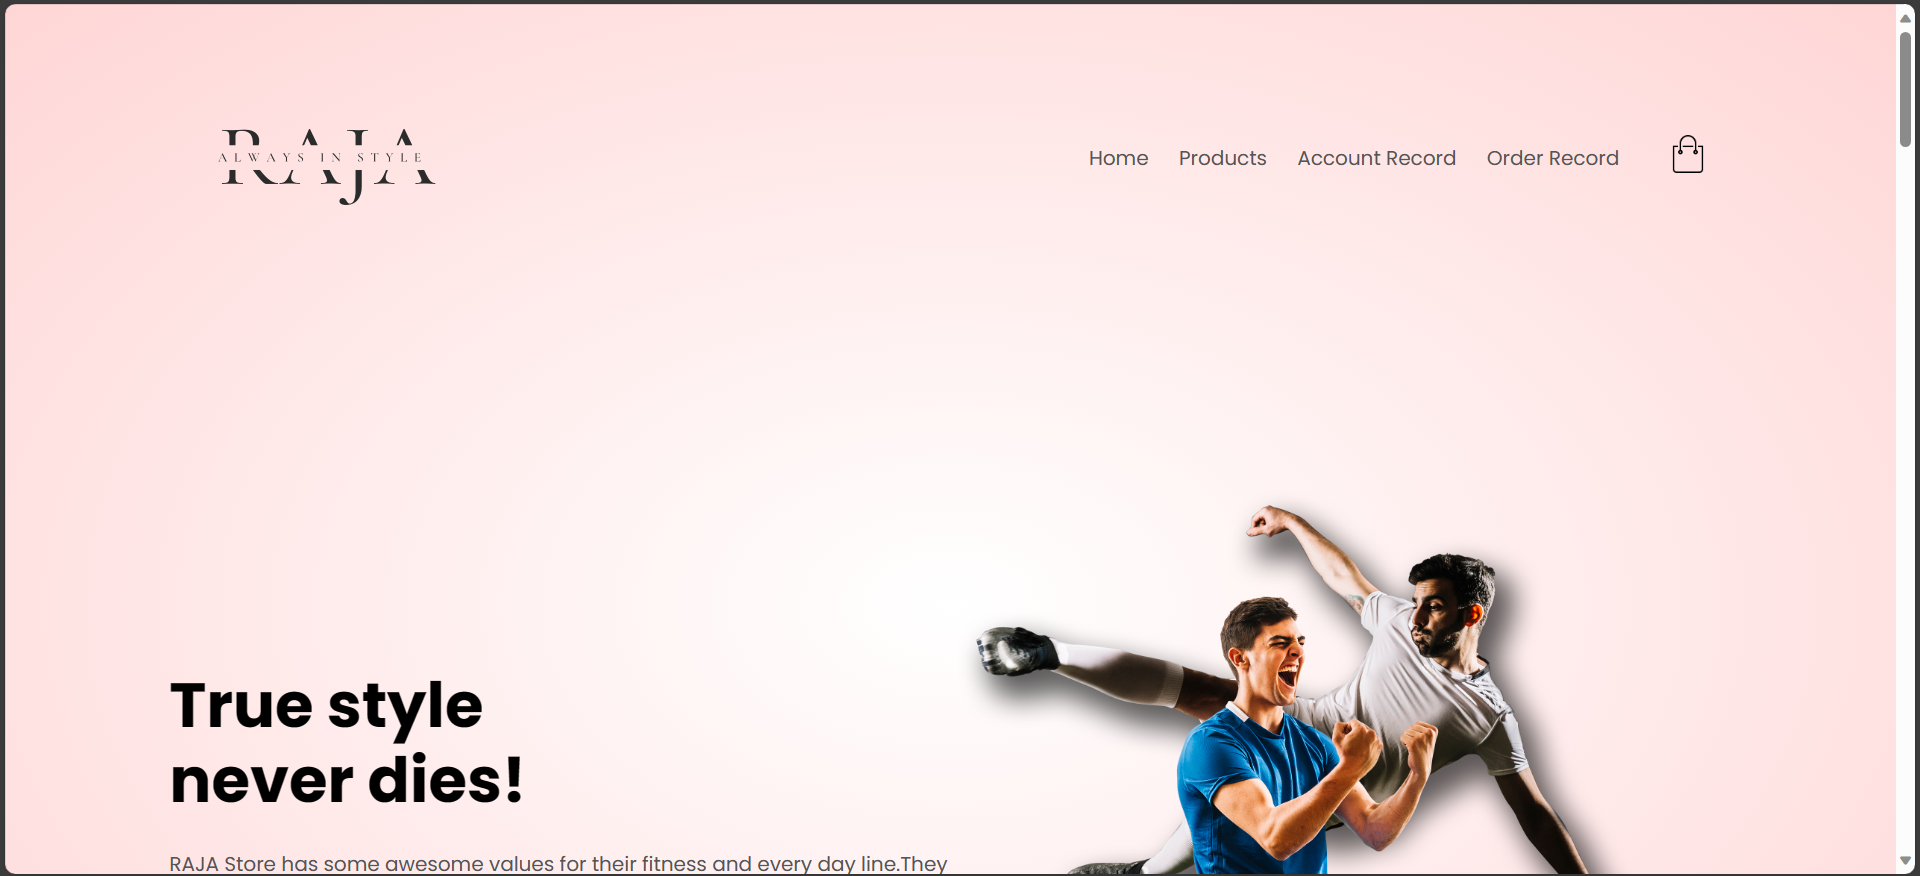 RAJA
ALWAYS IN STYLE
Home Products Account Record Order Record
True style
never dies!
RAJA Store has some awesome values for their fitness and every day line.They